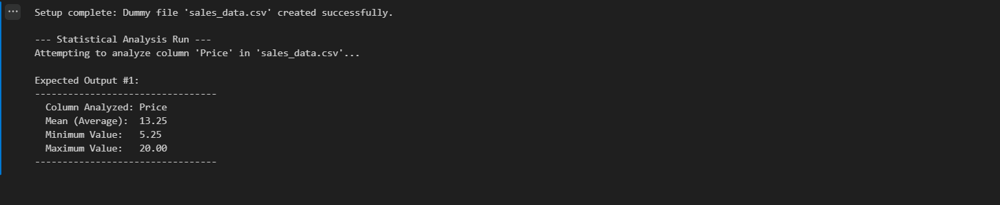 Setup complete: Dummy file 'sales_data.csv' created successfully.
--- Statistical Analysis Run ---
Attempting to analyze column 'Price' in 'sales_data.csv'...
Expected Output #1:
---------------------------------
  Column Analyzed: Price
  Mean (Average):  13.25
  Minimum Value:   5.25
  Maximum Value:   20.00
---------------------------------